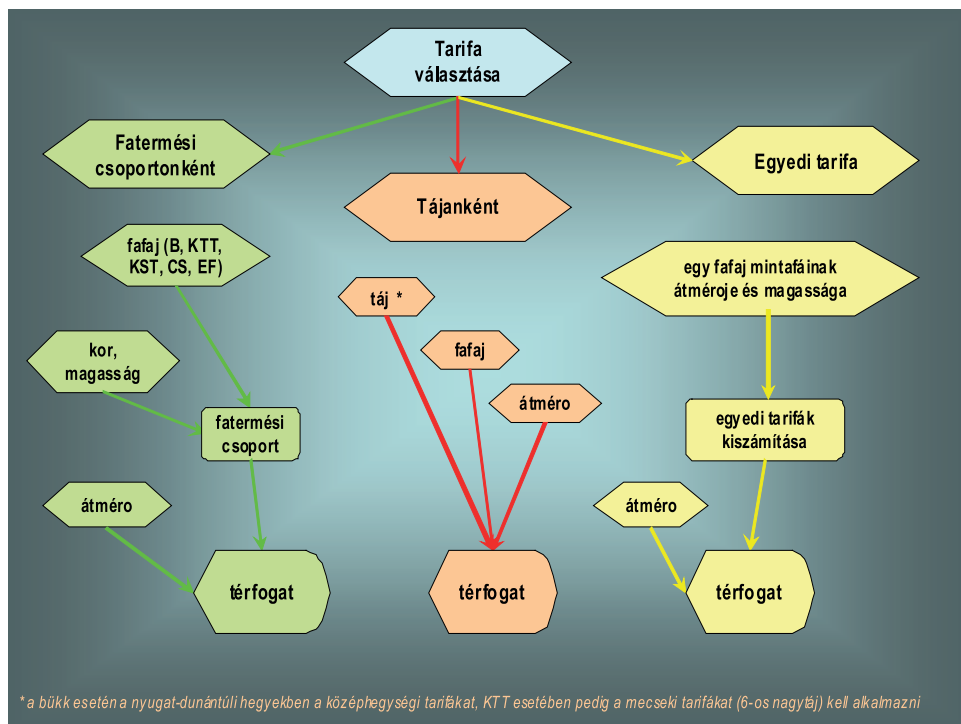 Tarifa
választása
Fatermési
csoportonként
Tájanként
Egyedi tarifa
fafaj (B, KTT,
KST, CS, EF)
egy fafaj mintafáinak
átméroje és magassága
táj *
fafaj
kor,
magasság
átméro
fatermési
csoport
egyedi tarifák
kiszámítása
átméro
átméro
térfogat
térfogat
térfogat
* a bükk esetén a nyugat-dunántúli hegyekben a középhegységi tarifákat, KTT esetében pedig a mecseki tarifákat (6-os nagytáj) kell alkalmazni